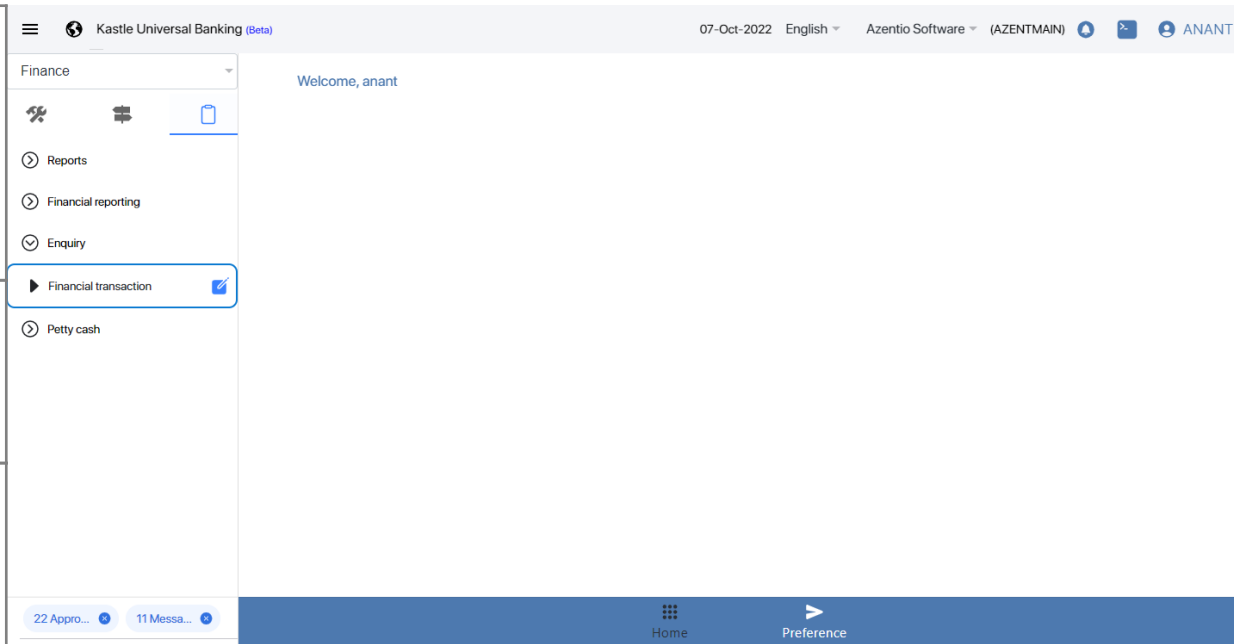 Kastle Universal Banking (Beta)
07-Oct-2022 English Azentio Software (AZENTMAIN) ANANT
Finance
Welcome, anant
Reports
Financial reporting
Enquiry
Financial transaction
Petty cash
22 Appro... 11 Messa...
Home Preference